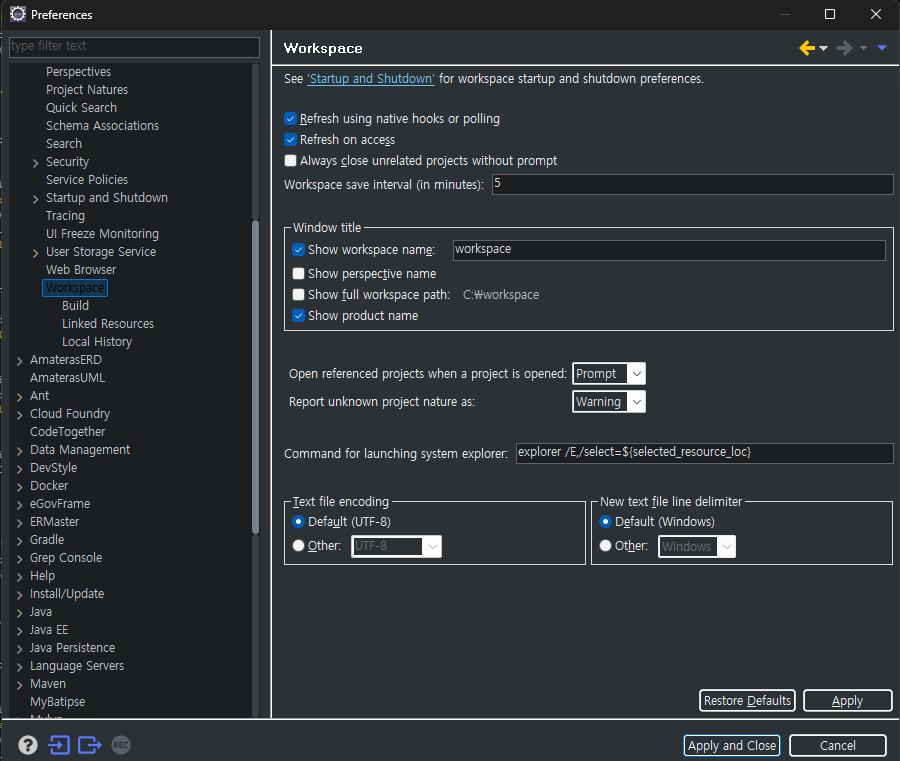 Preferences
type filter text
Perspectives
Project Natures
Quick Search
Schema Associations
Search
Security
Service Policies
Startup and Shutdown
Tracing
UI Freeze Monitoring
User Storage Service
Web Browser
Workspace
Build
Linked Resources
Local History
AmaterasERD
AmaterasUML
Ant
Cloud Foundry
CodeTogether
Data Management
DevStyle
Docker
eGovFrame
ERMaster
Gradle
Grep Console
Help
Install/Update
Java
Java EE
Java Persistence
Language Servers
Maven
MyBatipse
Mylyn
Workspace
See 'Startup and Shutdown' for workspace startup and shutdown preferences.
Refresh using native hooks or polling
Refresh on access
Always close unrelated projects without prompt
Workspace save interval (in minutes): 5
Window title
Show workspace name: workspace
Show perspective name
Show full workspace path: C:₩workspace
Show product name
Open referenced projects when a project is opened: Prompt
Report unknown project nature as: Warning
Command for launching system explorer: explorer /E,/select=${selected_resource_loc}
Text file encoding
Default (UTF-8)
Other: UTF-8
New text file line delimiter
Default (Windows)
Other: Windows
Restore Defaults Apply
REC
Apply and Close Cancel